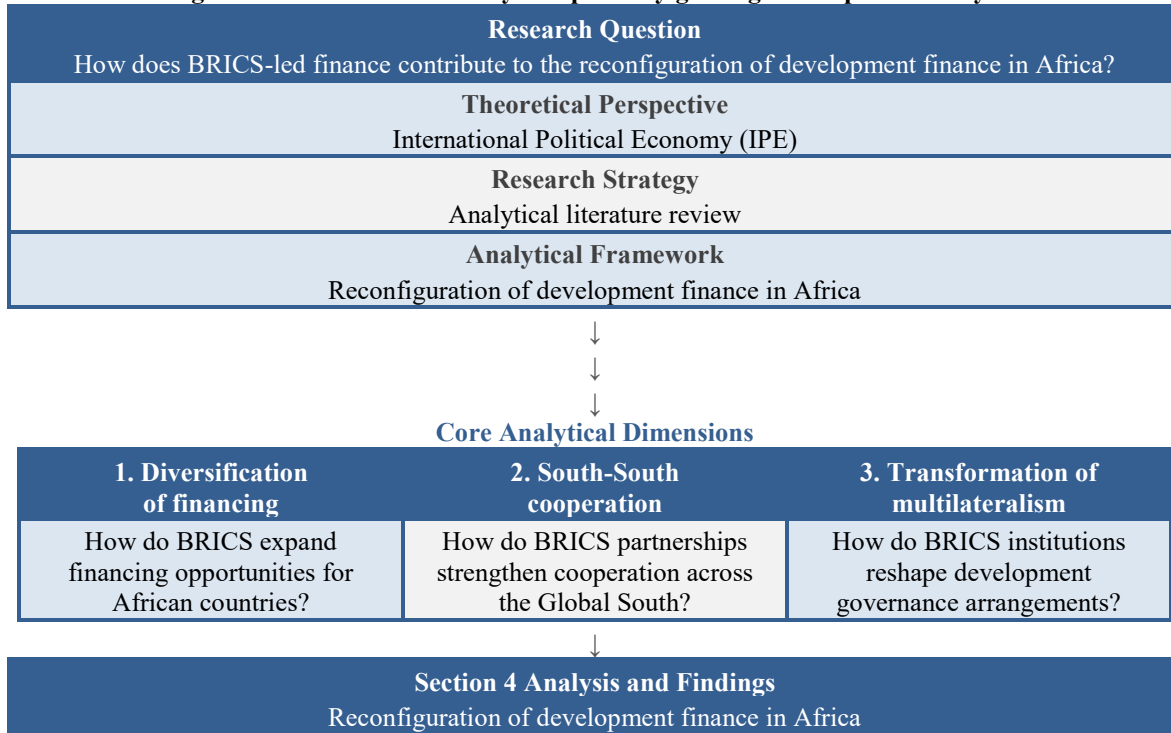 Research Question
How does BRICS-led finance contribute to the reconfiguration of development finance in Africa?
Theoretical Perspective
International Political Economy (IPE)
Research Strategy
Analytical literature review
Analytical Framework
Reconfiguration of development finance in Africa
↓
↓
↓
Core Analytical Dimensions
1. Diversification
of financing
2. South-South
cooperation
3. Transformation of
multilateralism
How do BRICS expand
financing opportunities for
African countries?
How do BRICS partnerships
strengthen cooperation across
the Global South?
How do BRICS institutions
reshape development
governance arrangements?
↓
Section 4 Analysis and Findings
Reconfiguration of development finance in Africa